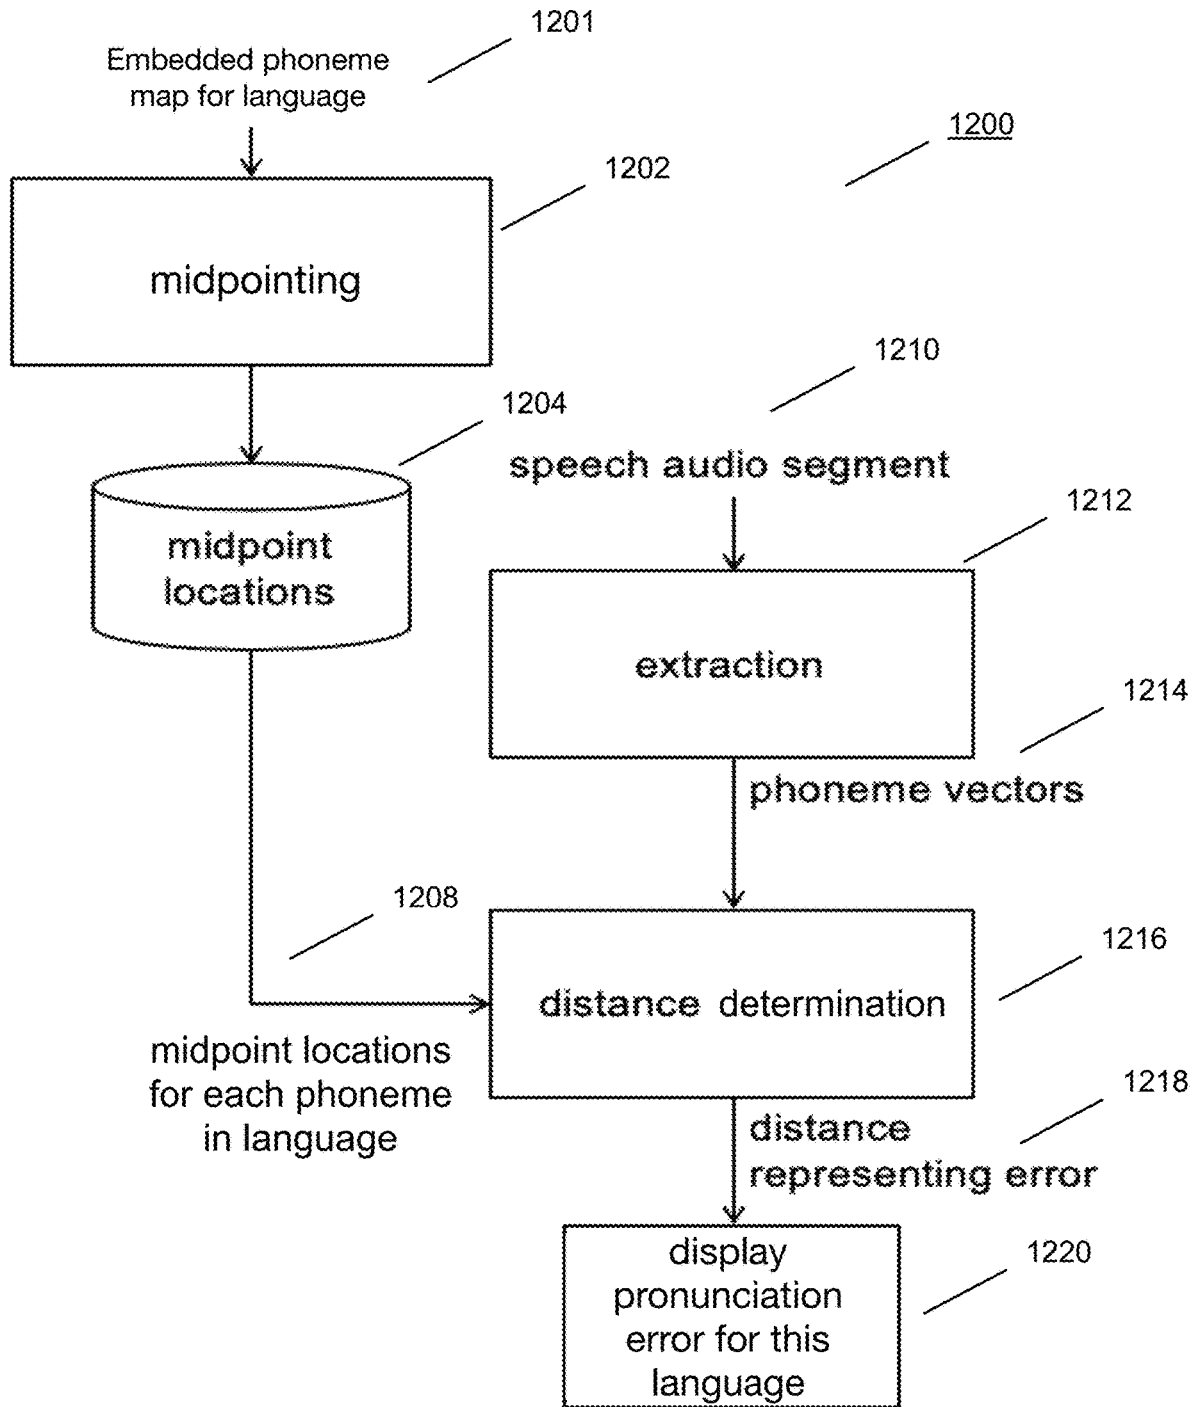 1201
Embedded phoneme
map for language
1200
1202
midpointing
1210
1204
speech audio segment
1212
midpoint
locations
extraction
1214
phoneme vectors
1208
1216
distance determination
midpoint locations
for each phoneme
in language
1218
distance
representing error
1220
display
pronunciation
error for this
language